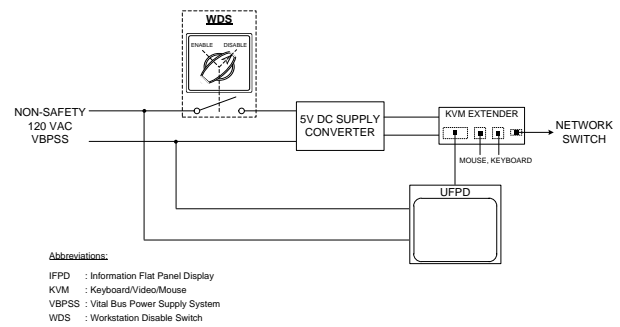 WDS
ENABLE DISABLE
NON-SAFETY
120 VAC
VBPSS
5V DC SUPPLY
CONVERTER
KVM EXTENDER
MOUSE, KEYBOARD
NETWORK
SWITCH
UFPD
Abbreviations:
IFPD : Information Flat Panel Display
KVM : Keyboard/Video/Mouse
VBPSS : Vital Bus Power Supply System
WDS : Workstation Disable Switch